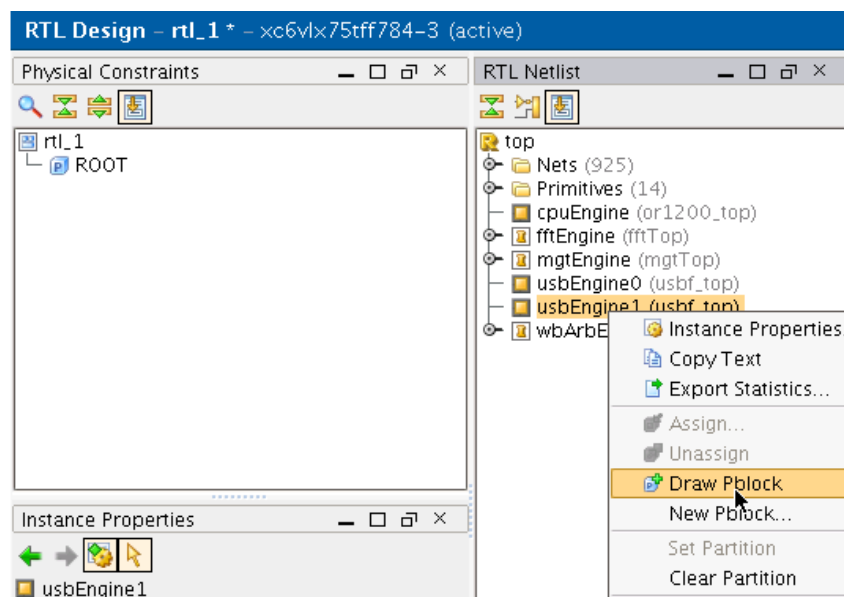 RTL Design – rtl_1 * – xc6vlx75tff784–3 (active)
Physical Constraints
rtl_1
ROOT
Instance Properties
usbEngine1
RTL Netlist
top
Nets (925)
Primitives (14)
cpuEngine (or1200_top)
fftEngine (fftTop)
mgtEngine (mgtTop)
usbEngine0 (usbf_top)
usbEngine1 (usbf_top)
wbArbE
Instance Properties
Copy Text
Export Statistics...
Assign...
Unassign
Draw Pblock
New Pblock...
Set Partition
Clear Partition